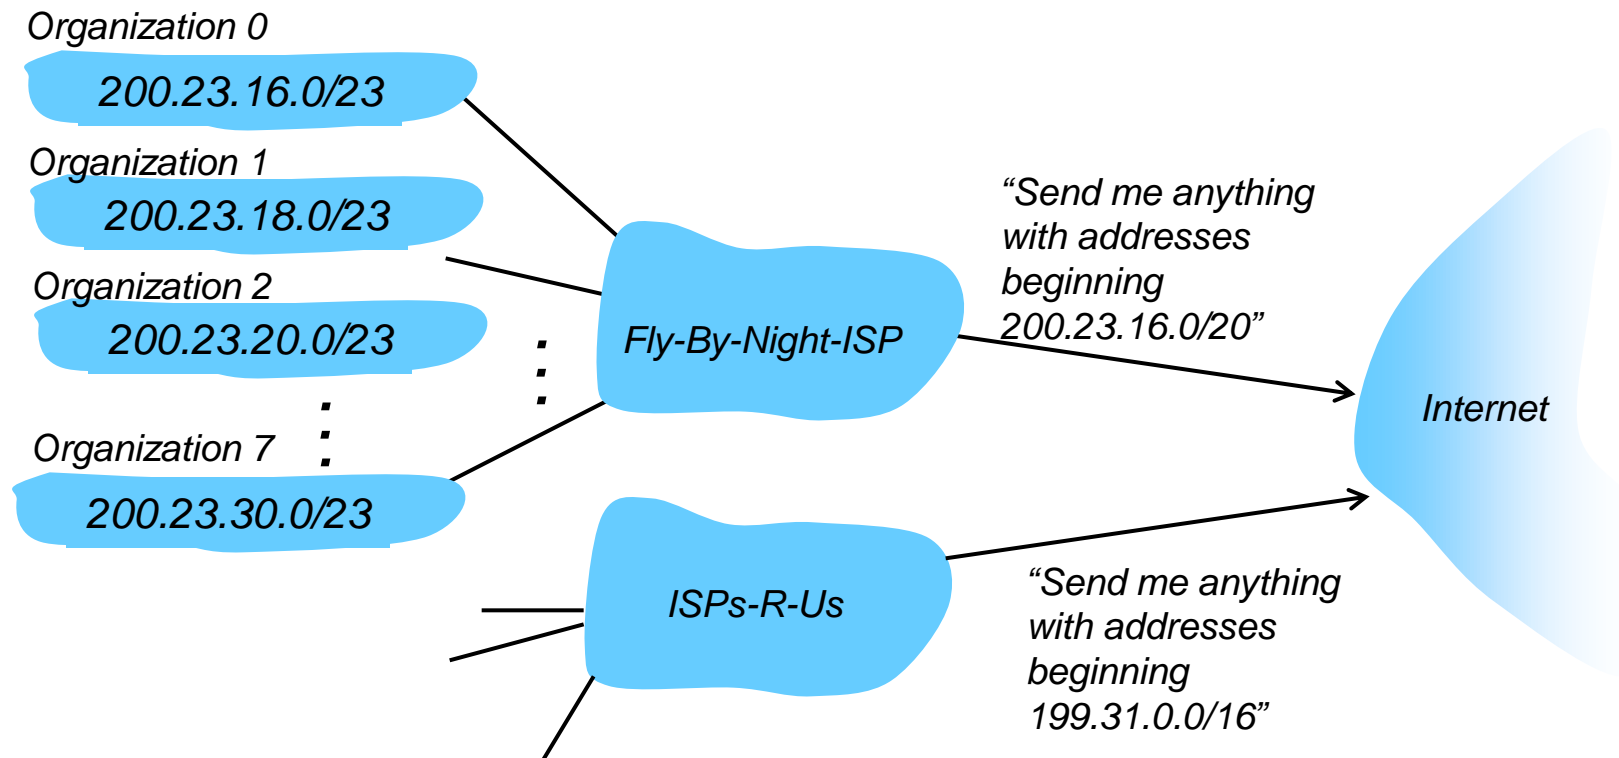 Organization 0
200.23.16.0/23
Organization 1
200.23.18.0/23
Organization 2
200.23.20.0/23
Organization 7
200.23.30.0/23
Fly-By-Night-ISP
“Send me anything
with addresses
beginning
200.23.16.0/20”
Internet
ISPs-R-Us
“Send me anything
with addresses
beginning
199.31.0.0/16”